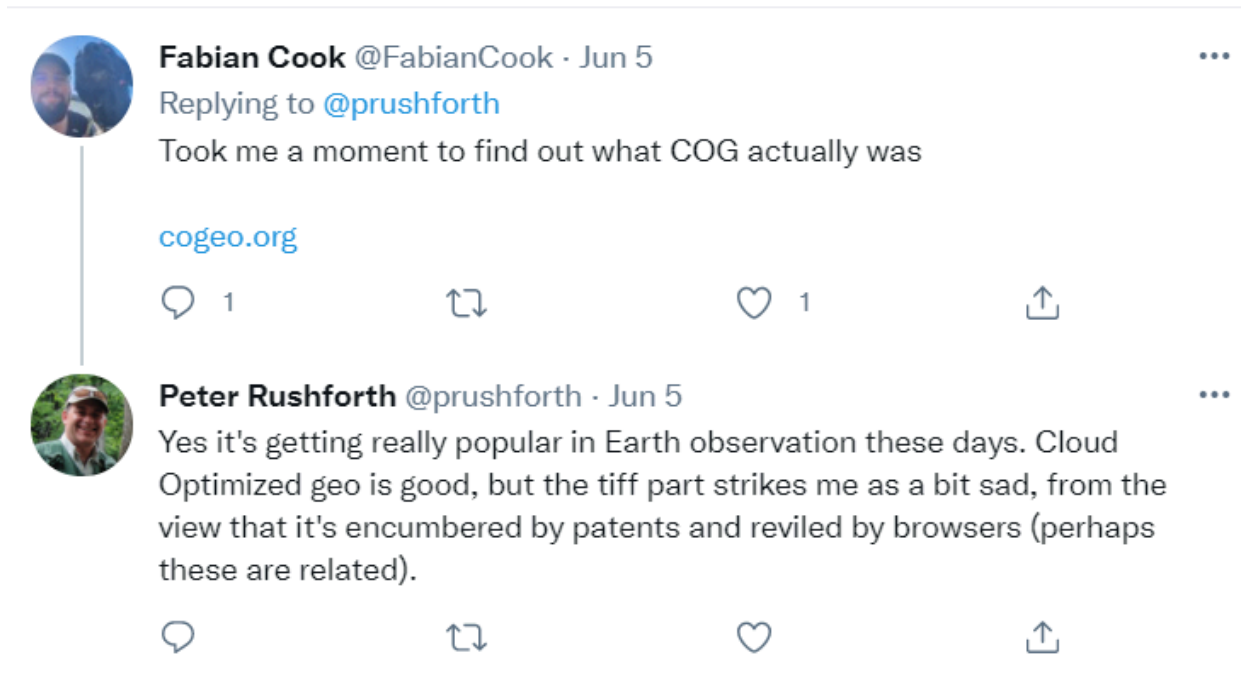 Fabian Cook @FabianCook · Jun 5
Replying to @prushforth
Took me a moment to find out what COG actually was
cogeo.org
1 1
Peter Rushforth @prushforth · Jun 5
Yes it's getting really popular in Earth observation these days. Cloud
Optimized geo is good, but the tiff part strikes me as a bit sad, from the
view that it's encumbered by patents and reviled by browsers (perhaps
these are related).